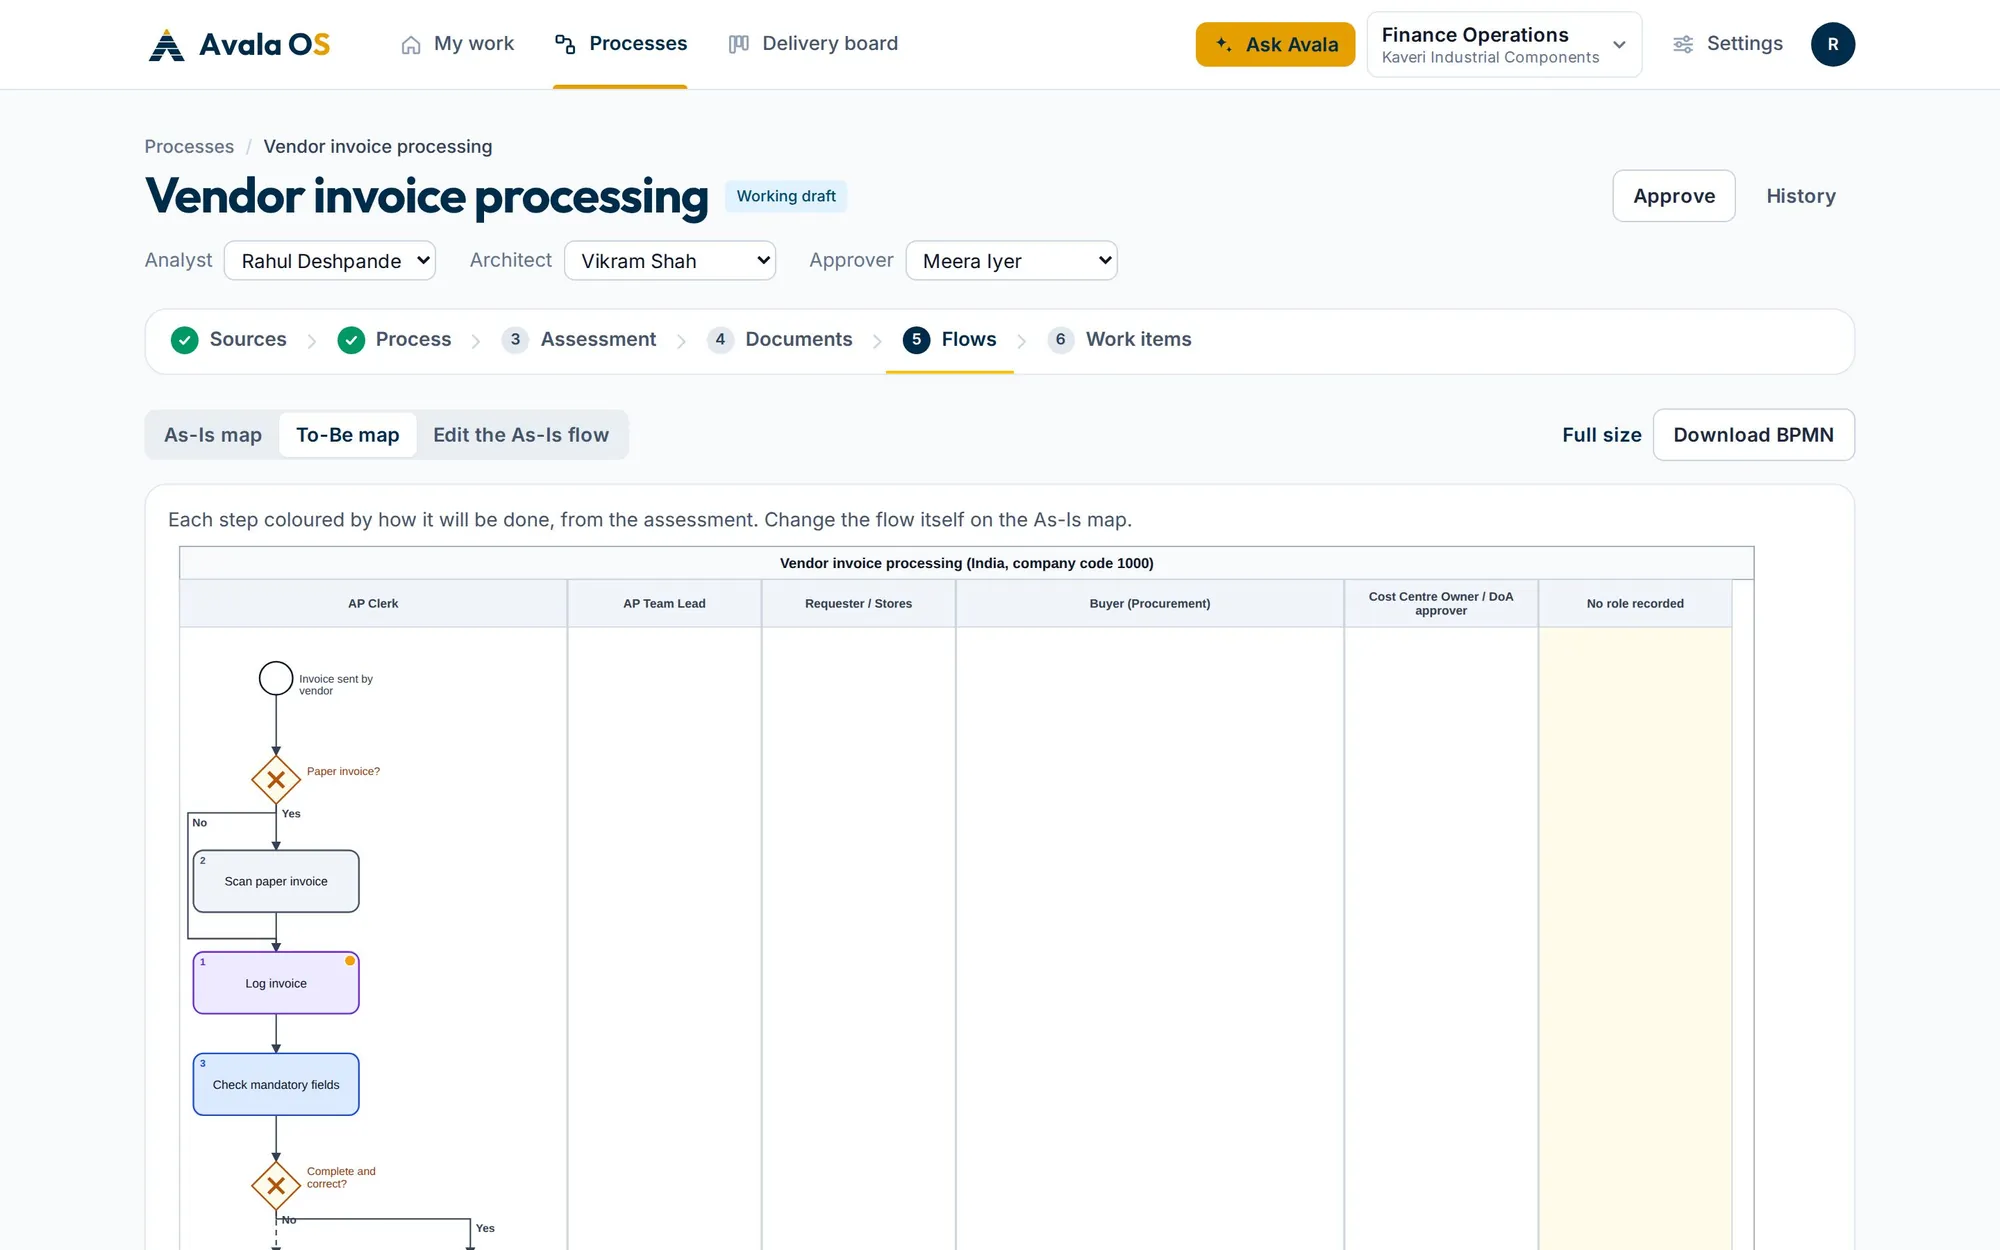 Avala OS
My work
Processes
Delivery board
Ask Avala
Finance Operations
Kaveri Industrial Components
Settings
R
Processes / Vendor invoice processing
Vendor invoice processing
Working draft
Approve
History
Analyst
Rahul Deshpande
Architect
Vikram Shah
Approver
Meera Iyer
Sources
Process
3 Assessment
4 Documents
5 Flows
6 Work items
As-Is map
To-Be map
Edit the As-Is flow
Full size
Download BPMN
Each step coloured by how it will be done, from the assessment. Change the flow itself on the As-Is map.
Vendor invoice processing (India, company code 1000)
AP Clerk
AP Team Lead
Requester / Stores
Buyer (Procurement)
Cost Centre Owner / DoA
approver
No role recorded
Invoice sent by
vendor
Paper invoice?
Yes
No
2
Scan paper invoice
1
Log invoice
3
Check mandatory fields
Complete and
correct?
No
Yes